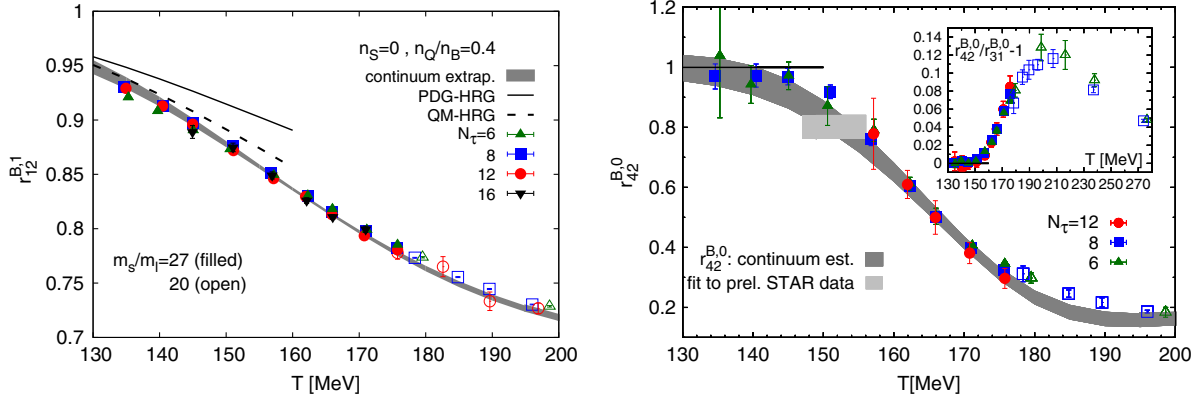 n_S=0 , n_Q/n_B=0.4
continuum extrap.
PDG-HRG
QM-HRG
N_τ=6
8
12
16
m_s/m_l=27 (filled)
20 (open)
r_12^{B,1}
1
0.95
0.9
0.85
0.8
0.75
0.7
130 140 150 160 170 180 190 200
T [MeV]
r_42^{B,0}
1.2
1
0.8
0.6
0.4
0.2
r_42^{B,0}/r_31^{B,0}-1
0.14
0.12
0.10
0.08
0.06
0.04
0.02
0
T [MeV]
130 150 170 190 210 230 250 270
N_τ=12
8
6
r_42^{B,0}: continuum est.
fit to prel. STAR data
130 140 150 160 170 180 190 200
T[MeV]